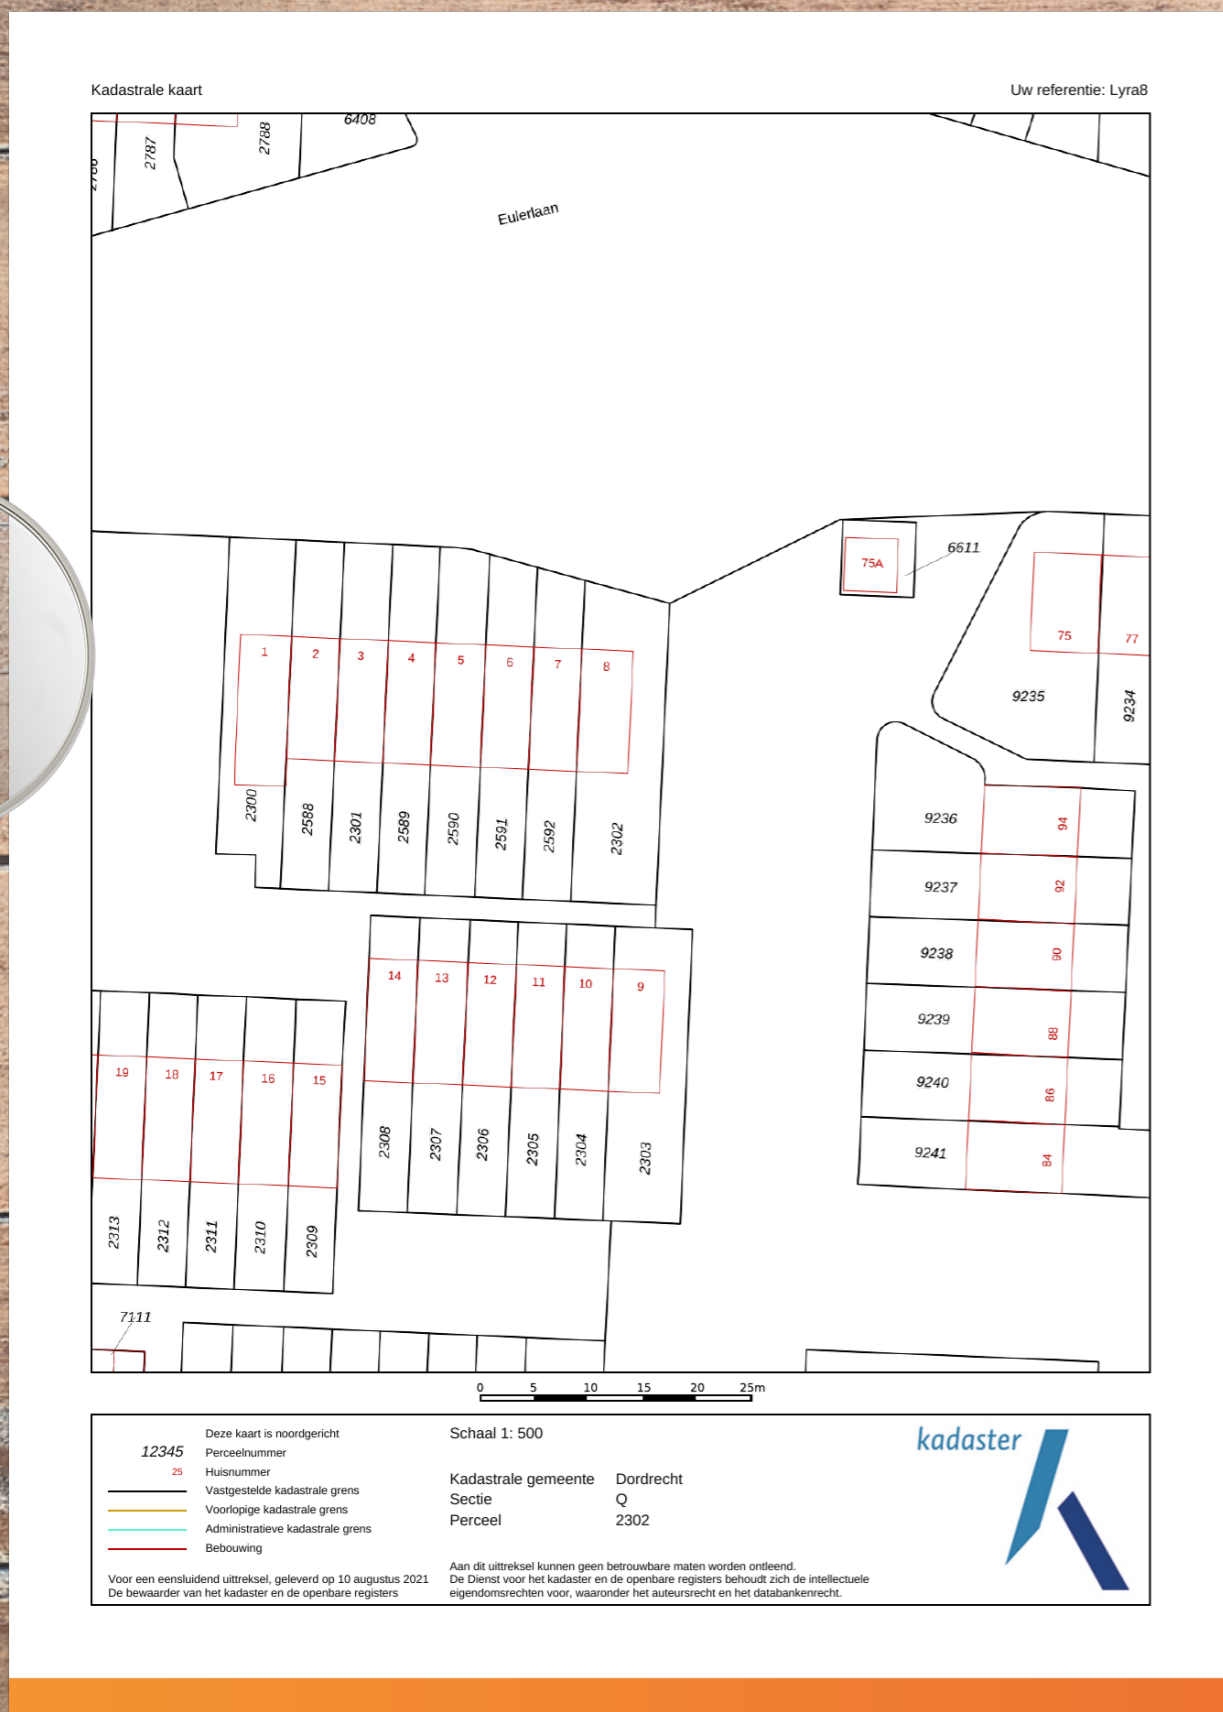 Kadastrale kaart
Uw referentie: Lyra8
6408
2788
2787
Eulerlaan
6611
75A
75
77
9235
9234
1
2
3
4
5
6
7
8
2300
2588
2301
2589
2590
2591
2592
2302
9236
94
9237
92
9238
90
9239
88
9240
86
9241
84
14
13
12
11
10
9
2308
2307
2306
2305
2304
2303
19
18
17
16
15
2313
2312
2311
2310
2309
7111
0 5 10 15 20 25m
Deze kaart is noordgericht
12345 Perceelnummer
25 Huisnummer
Vastgestelde kadastrale grens
Voorlopige kadastrale grens
Administratieve kadastrale grens
Bebouwing
Voor een eensluidend uittreksel, geleverd op 10 augustus 2021
De bewaarder van het kadaster en de openbare registers
Schaal 1: 500
Kadastrale gemeente Dordrecht
Sectie Q
Perceel 2302
Aan dit uittreksel kunnen geen betrouwbare maten worden ontleend.
De Dienst voor het kadaster en de openbare registers behoudt zich de intellectuele
eigendomsrechten voor, waaronder het auteursrecht en het databankenrecht.
kadaster